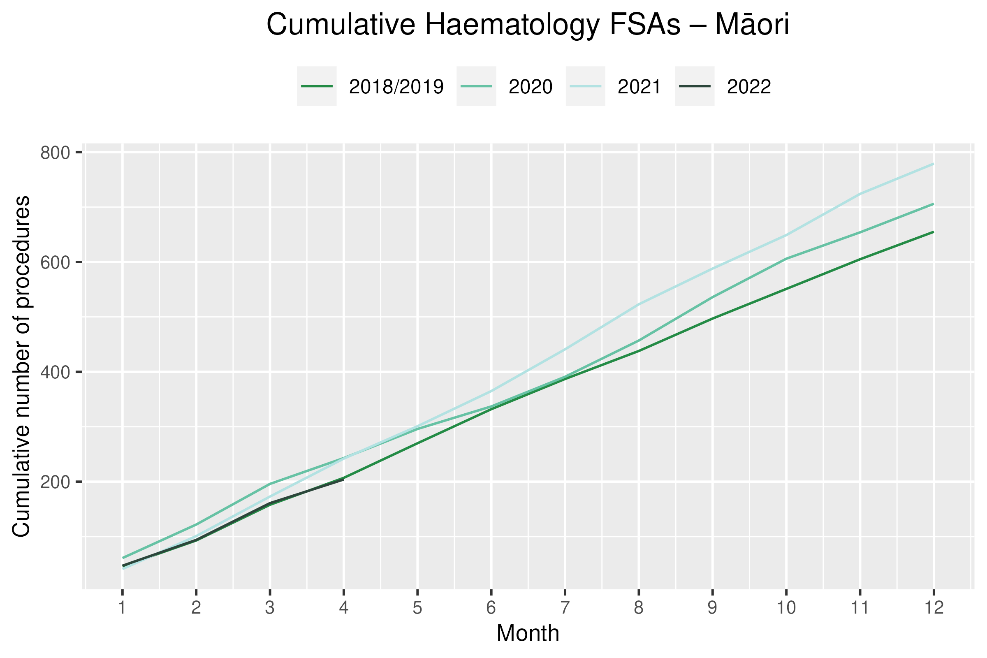 Cumulative Haematology FSAs – Māori
2018/2019 2020 2021 2022
Cumulative number of procedures
800
600
400
200
1 2 3 4 5 6 7 8 9 10 11 12
Month